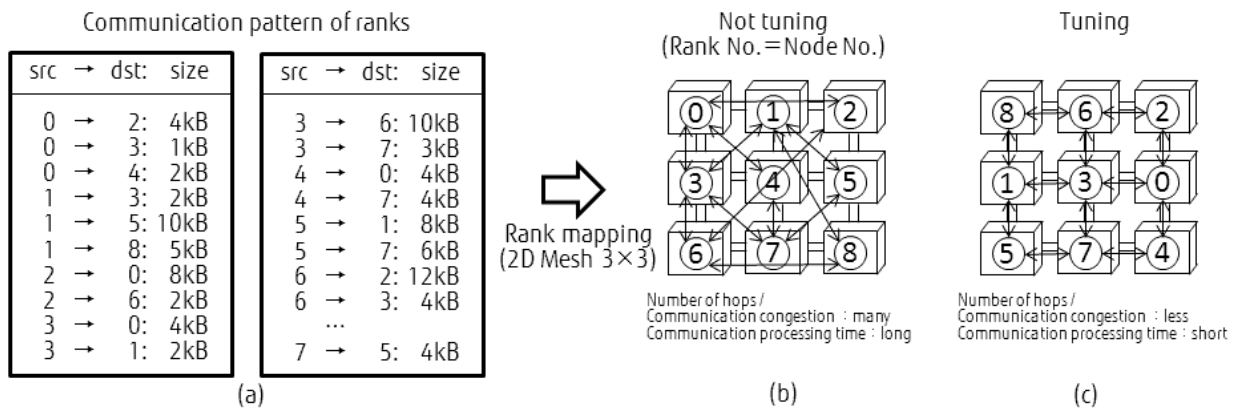 Communication pattern of ranks
src → dst: size
0 → 2: 4kB
0 → 3: 1kB
0 → 4: 2kB
1 → 3: 2kB
1 → 5: 10kB
1 → 8: 5kB
2 → 0: 8kB
2 → 6: 2kB
3 → 0: 4kB
3 → 1: 2kB
src → dst: size
3 → 6: 10kB
3 → 7: 3kB
4 → 0: 4kB
4 → 7: 4kB
5 → 1: 8kB
5 → 7: 6kB
6 → 2: 12kB
6 → 3: 4kB
...
7 → 5: 4kB
(a)
Rank mapping
(2D Mesh 3×3)
Not tuning
(Rank No.=Node No.)
0 1 2
3 4 5
6 7 8
Number of hops /
Communication congestion : many
Communication processing time : long
(b)
Tuning
8 6 2
1 3 0
5 7 4
Number of hops /
Communication congestion : less
Communication processing time : short
(c)